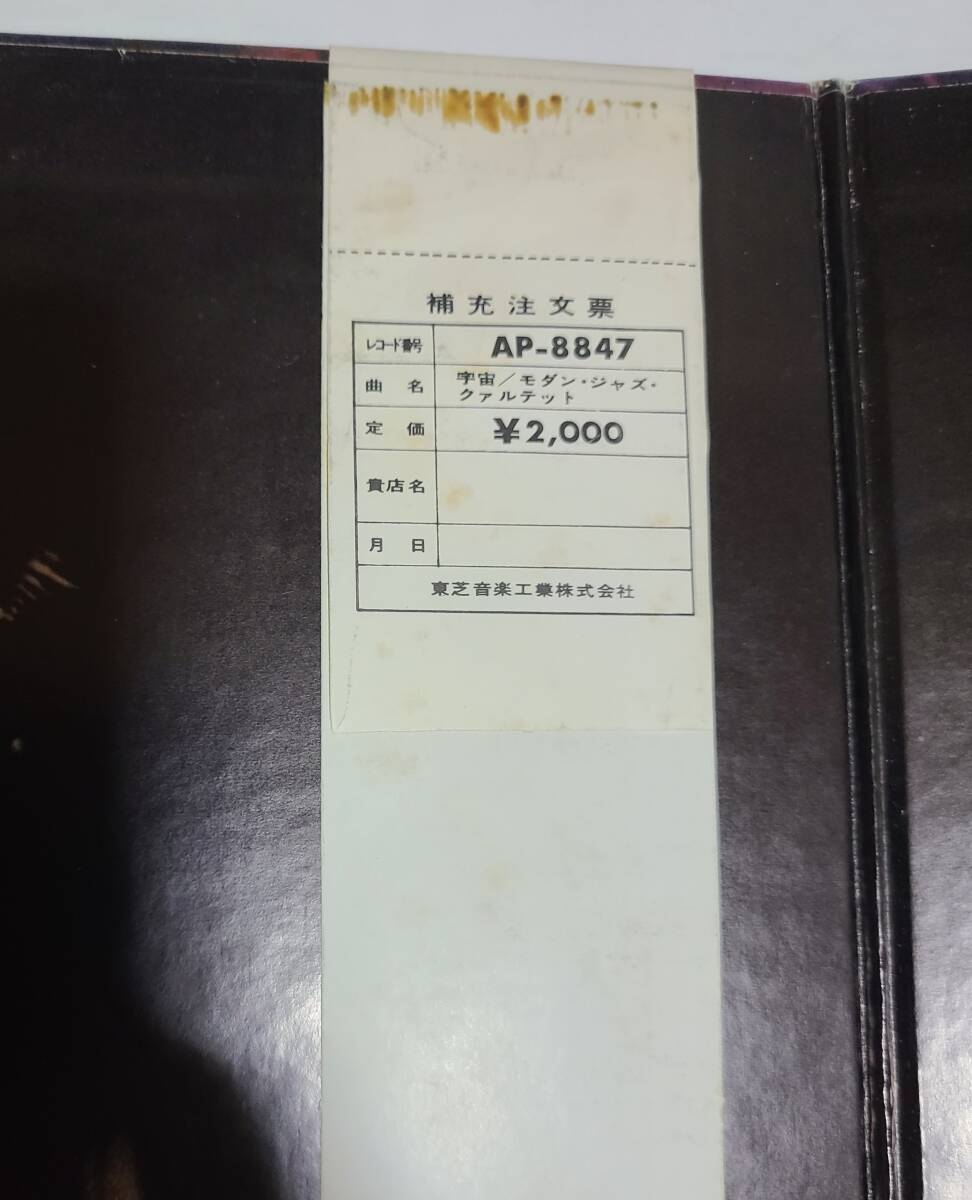 補充注文票
レコード番号 AP-8847
曲名 宇宙／モダン・ジャズ・
クァルテット
定価 ¥2,000
貴店名
月日
東芝音楽工業株式会社